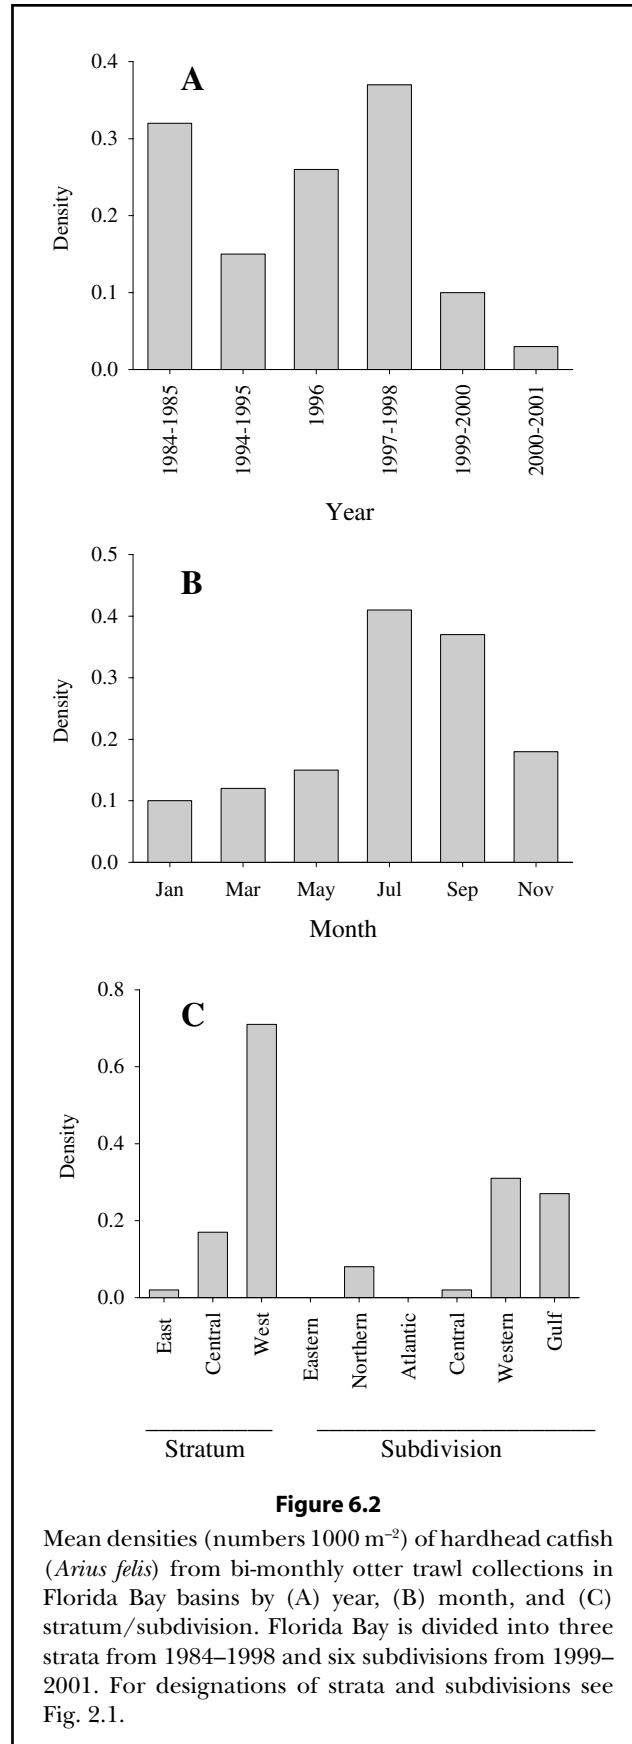 A
0.4
0.3
0.2
0.1
0.0
Density
1984-1985
1994-1995
1996
1997-1998
1999-2000
2000-2001
Year
B
0.5
0.4
0.3
0.2
0.1
0.0
Density
Jan Mar May Jul Sep Nov
Month
C
0.8
0.6
0.4
0.2
0.0
Density
East
Central
West
Eastern
Northern
Atlantic
Central
Western
Gulf
Stratum Subdivision
Figure 6.2
Mean densities (numbers 1000 m⁻²) of hardhead catfish
(Arius felis) from bi-monthly otter trawl collections in
Florida Bay basins by (A) year, (B) month, and (C)
stratum/subdivision. Florida Bay is divided into three
strata from 1984–1998 and six subdivisions from 1999–
2001. For designations of strata and subdivisions see
Fig. 2.1.